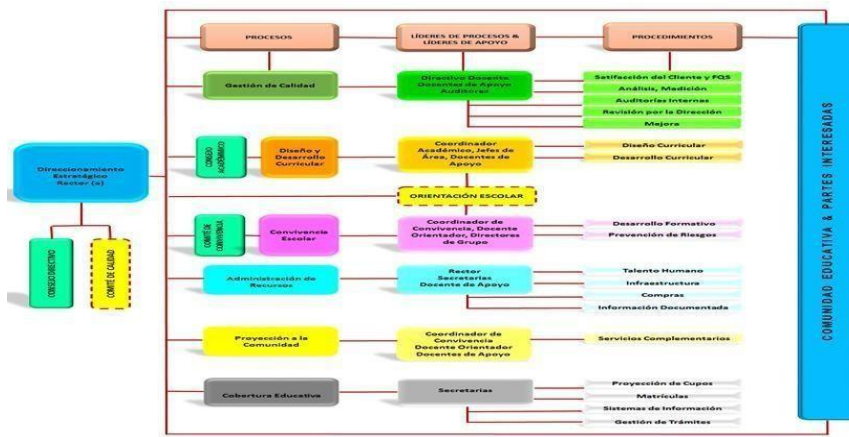 PROCESOS
LÍDERES DE PROCESOS &
LÍDERES DE APOYO
PROCEDIMIENTOS
Gestión de Calidad
Directivo Docente
Docentes de Apoyo
Auditores
Satifacción del Cliente y FQS
Análisis, Medición
Auditorías Internas
Revisión por la Dirección
Mejora
Direccionamiento
Estratégico
Rector (a)
CONSEJO DIRECTIVO
COMITÉ DE CALIDAD
CONSEJO
ACADÉMICO
Diseño y
Desarrollo
Curricular
Coordinador
Académico, Jefes de
Área, Docentes de
Apoyo
Diseño Curricular
Desarrollo Curricular
ORIENTACIÓN ESCOLAR
COMITÉ DE
CONVIVENCIA
Convivencia
Escolar
Coordinador de
Convivencia, Docente
Orientador, Directores
de Grupo
Desarrollo Formativo
Prevención de Riesgos
Administración de
Recursos
Rector
Secretarias
Docente de Apoyo
Talento Humano
Infraestructura
Compras
Información Documentada
Proyección a la
Comunidad
Coordinador de
Convivencia
Docente Orientador
Docentes de Apoyo
Servicios Complementarios
Cobertura Educativa
Secretarias
Proyección de Cupos
Matrículas
Sistemas de Información
Gestión de Trámites
COMUNIDAD EDUCATIVA & PARTES INTERESADAS